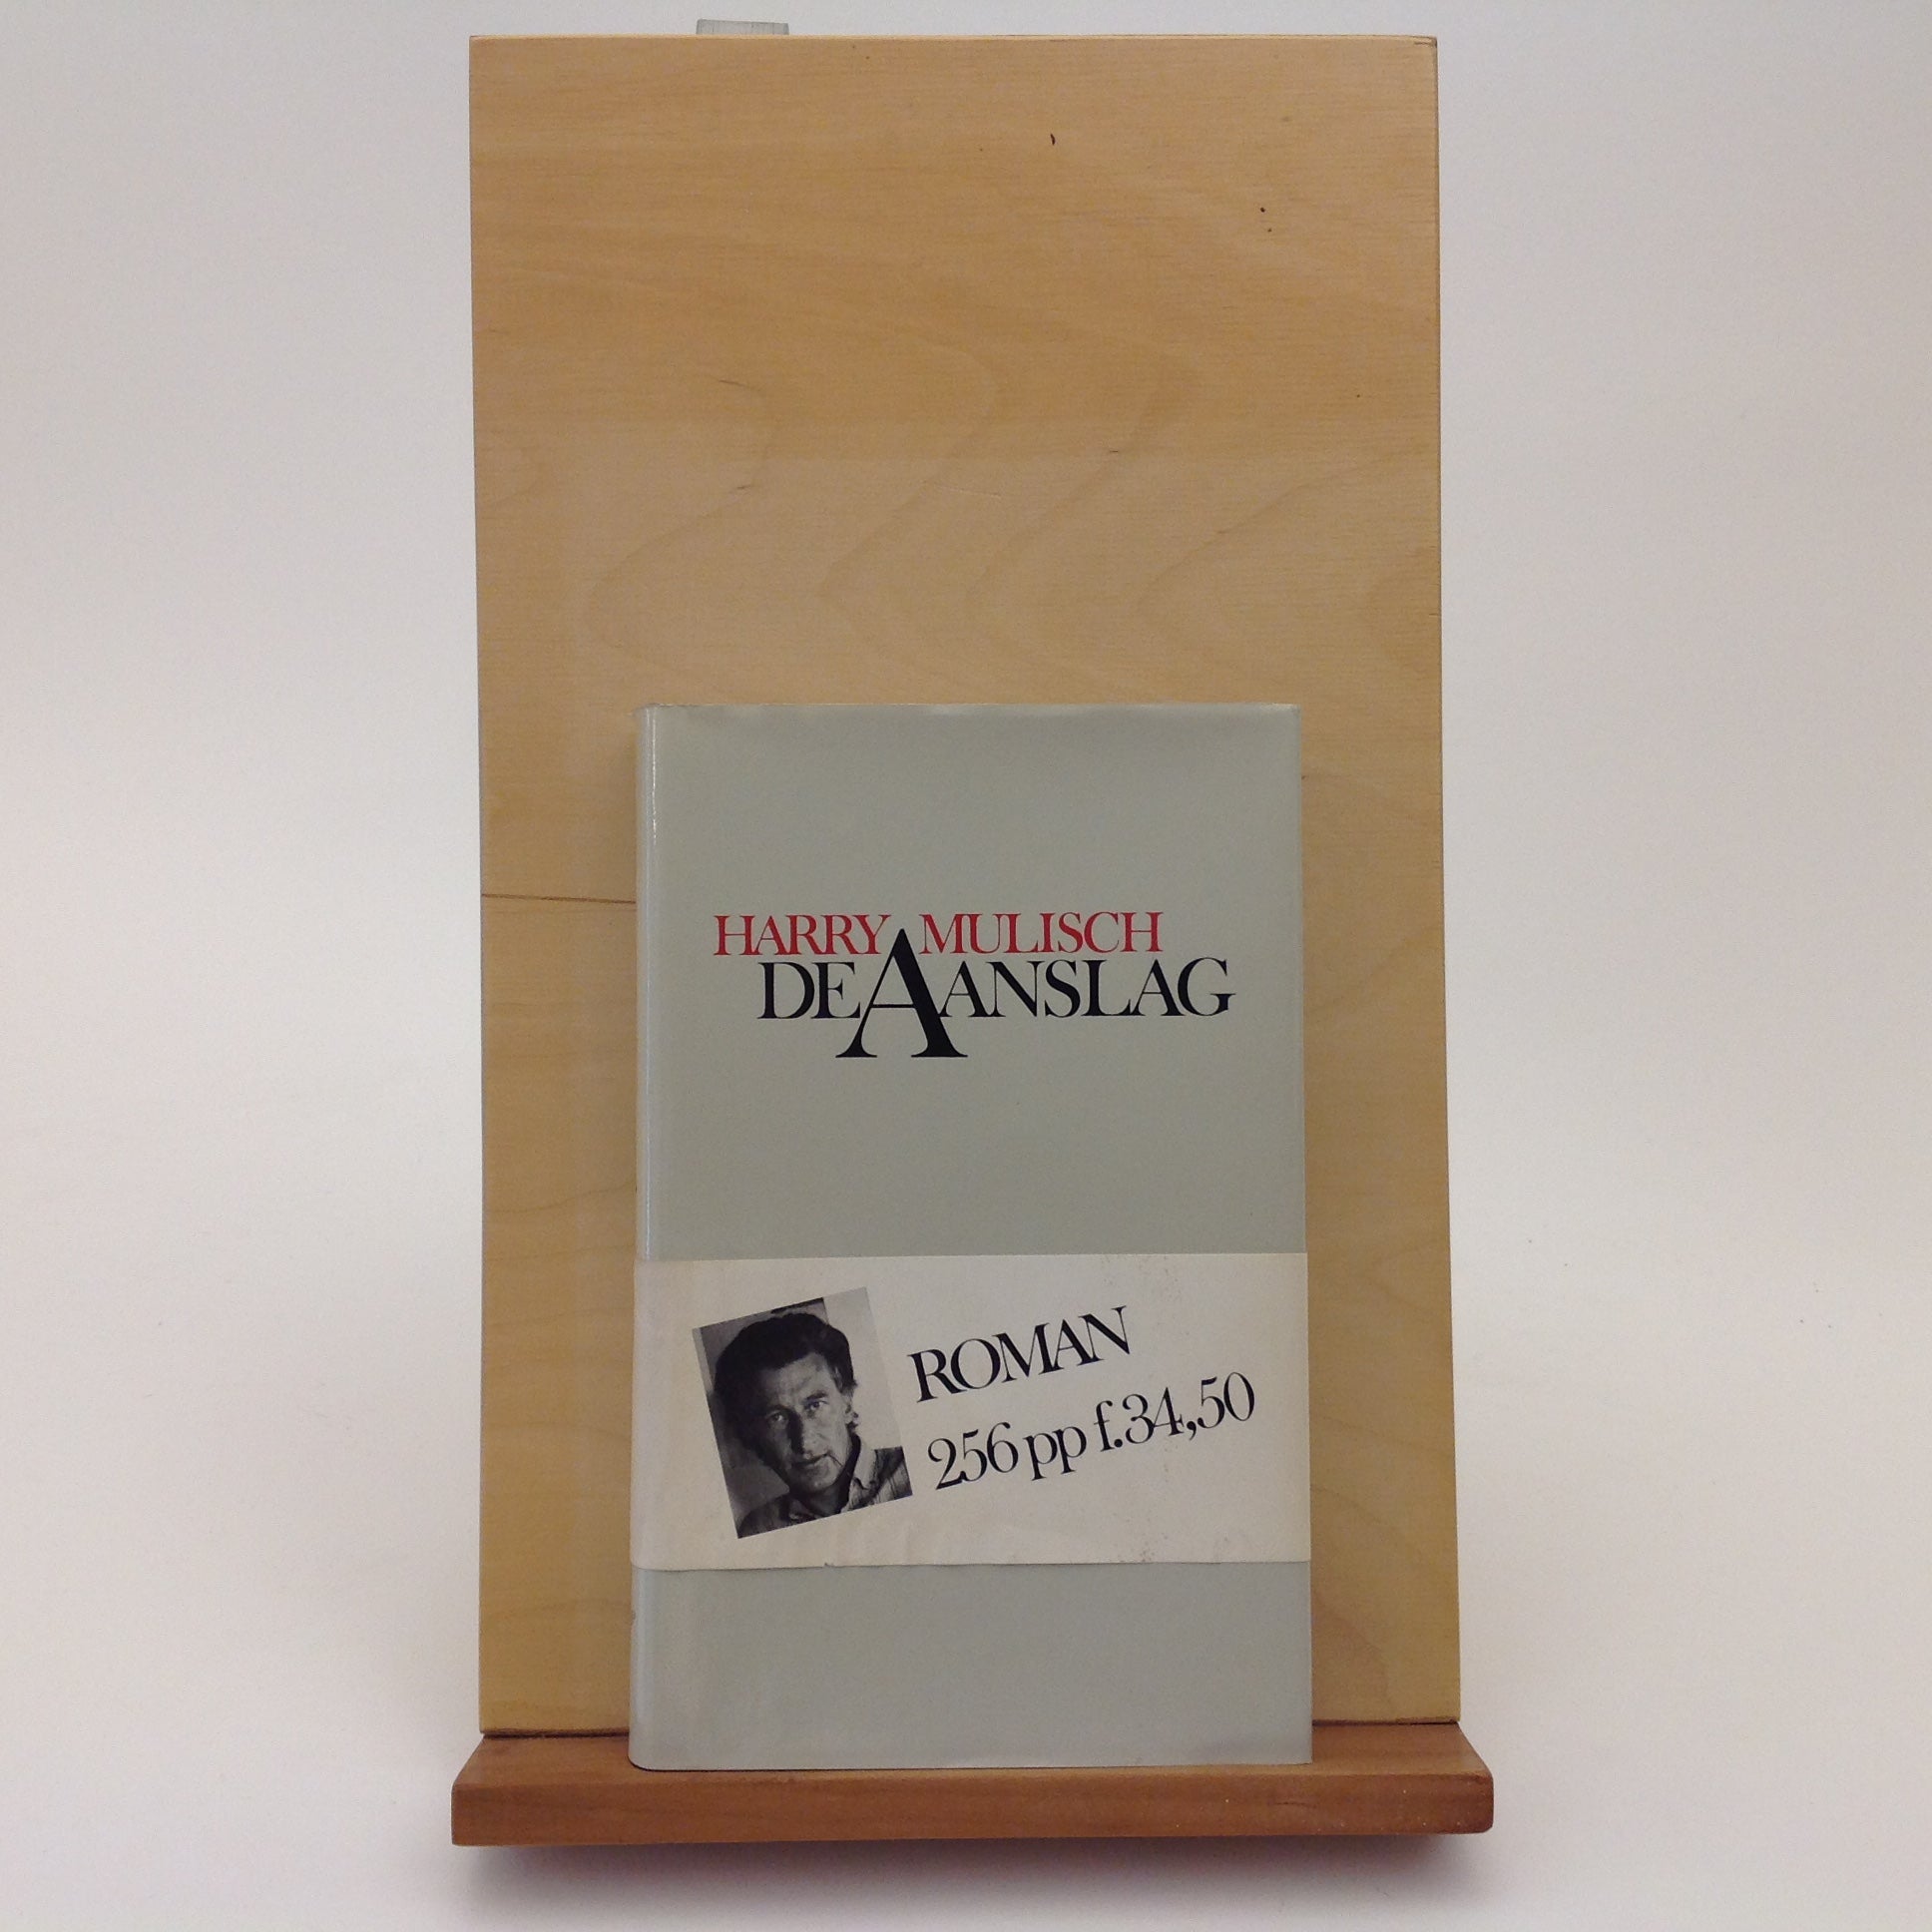 HARRY MULISCH
DE AANSLAG
ROMAN
256 pp f.34,50